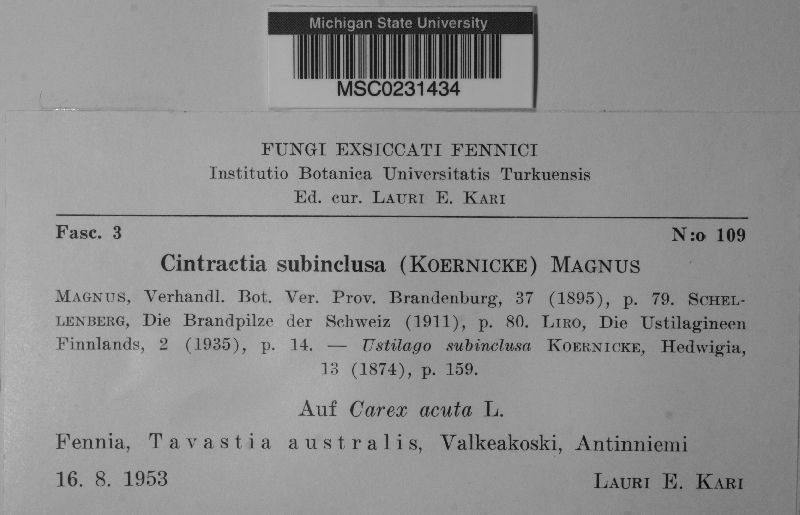 Michigan State University
MSC0231434
FUNGI EXSICCATI FENNICI
Institutio Botanica Universitatis Turkuensis
Ed. cur. LAURI E. KARI
Fasc. 3 N:o 109
Cintractia subinclusa (KOERNICKE) MAGNUS
MAGNUS, Verhandl. Bot. Ver. Prov. Brandenburg, 37 (1895), p. 79. SCHEL-
LENBERG, Die Brandpilze der Schweiz (1911), p. 80. LIRO, Die Ustilagineen
Finnlands, 2 (1935), p. 14. — Ustilago subinclusa KOERNICKE, Hedwigia,
13 (1874), p. 159.
Auf Carex acuta L.
Fennia, Tavastia australis, Valkeakoski, Antinniemi
16. 8. 1953 LAURI E. KARI